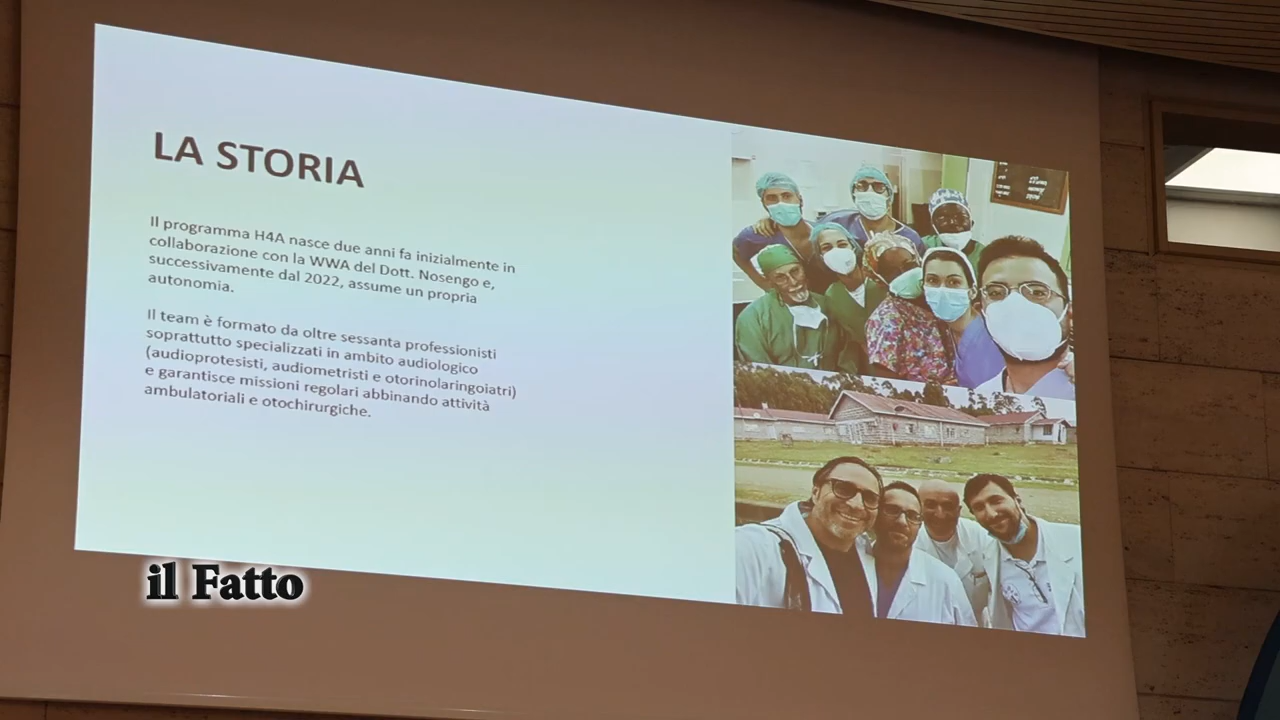 LA STORIA
Il programma H4A nasce due anni fa inizialmente in
collaborazione con la WWA del Dott. Nosengo e,
successivamente dal 2022, assume un propria
autonomia.
Il team è formato da oltre sessanta professionisti
soprattutto specializzati in ambito audiologico
(audioprotesisti, audiometristi e otorinolaringoiatri)
e garantisce missioni regolari abbinando attività
ambulatoriali e otochirurgiche.
il Fatto